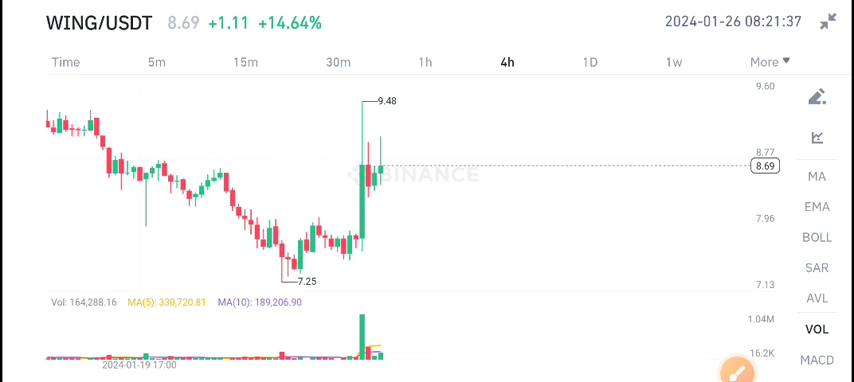 WING/USDT 8.69 +1.11 +14.64% 2024-01-26 08:21:37
Time 5m 15m 30m 1h 4h 1D 1w More
9.60
9.48
8.77
8.69
BINANCE
7.96
7.25
7.13
MA
EMA
BOLL
SAR
AVL
VOL
MACD
Vol: 164,288.16 MA(5): 330,720.81 MA(10): 189,206.90
1.04M
16.2K
2024-01-19 17:00